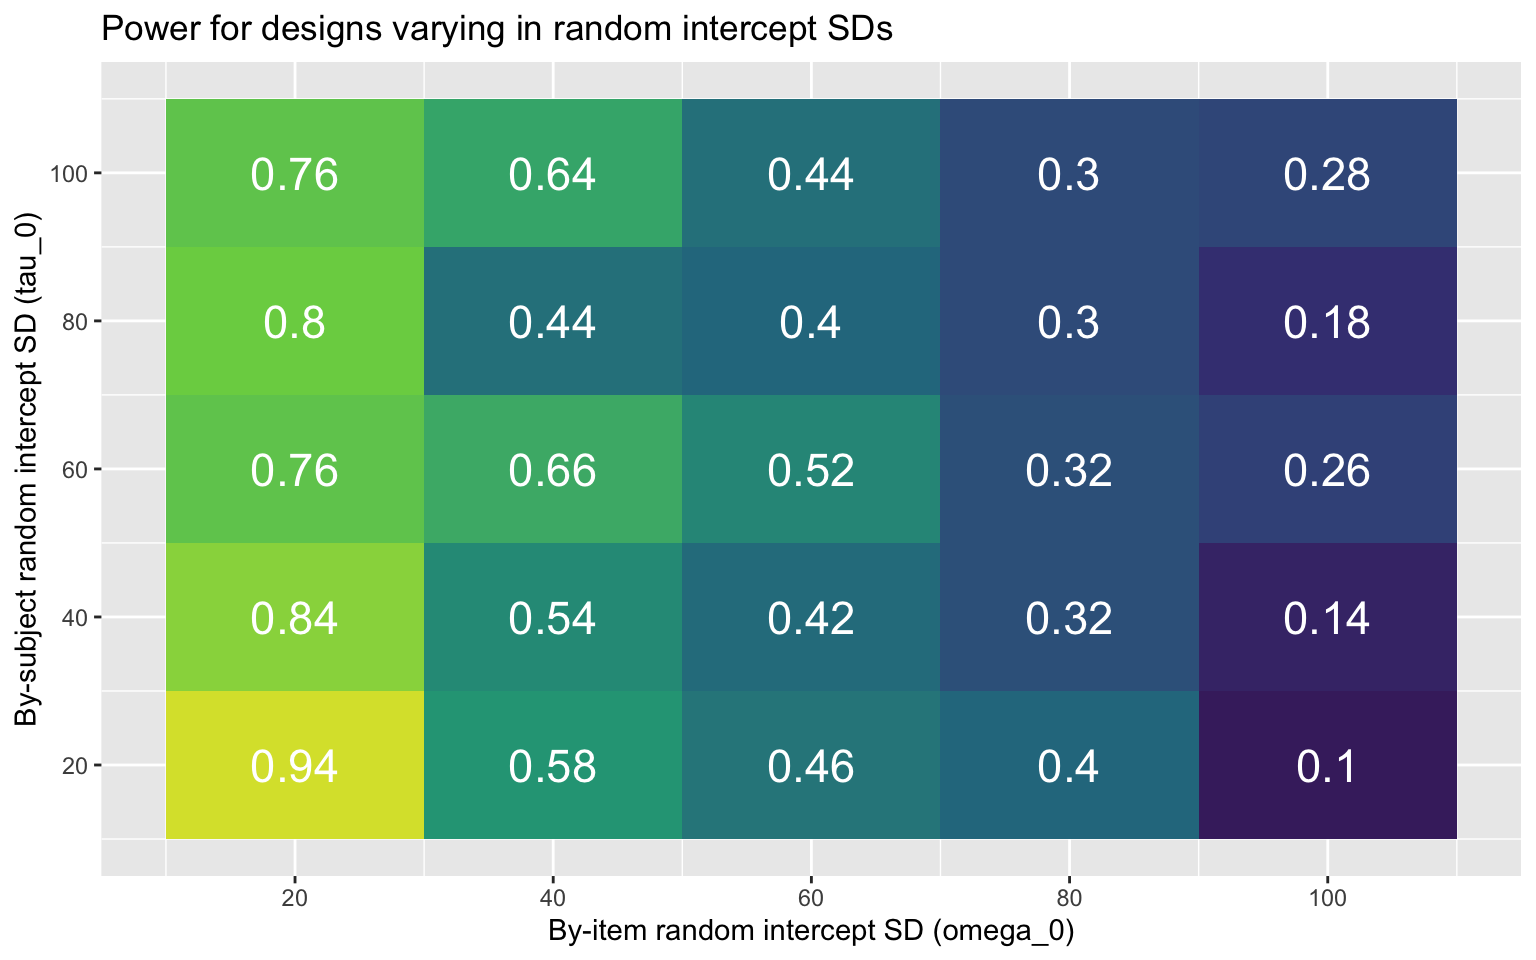 Power for designs varying in random intercept SDs
By-subject random intercept SD (tau_0)
100 0.76 0.64 0.44 0.3 0.28
80 0.8 0.44 0.4 0.3 0.18
60 0.76 0.66 0.52 0.32 0.26
40 0.84 0.54 0.42 0.32 0.14
20 0.94 0.58 0.46 0.4 0.1
20 40 60 80 100
By-item random intercept SD (omega_0)